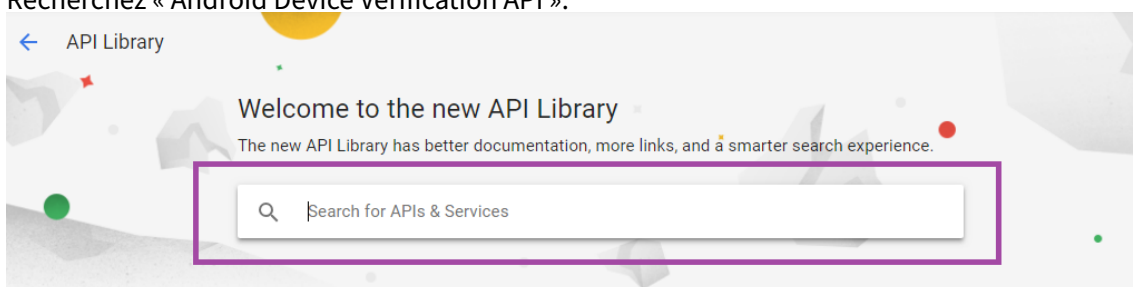 Recherchez « Android Device Verification API ».
API Library
Welcome to the new API Library
The new API Library has better documentation, more links, and a smarter search experience.
Search for APIs & Services